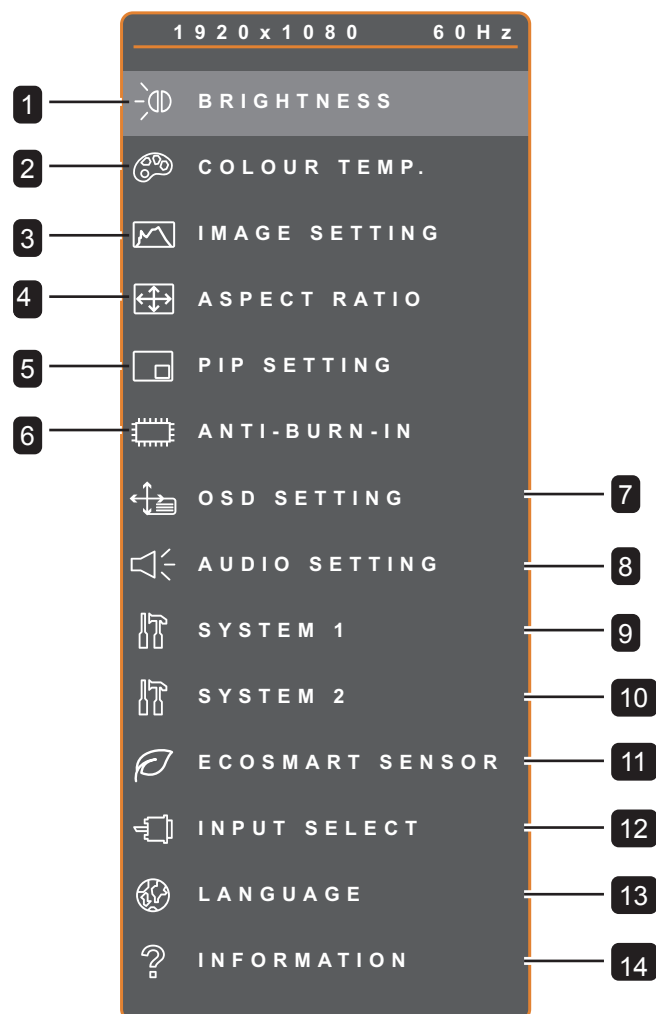 1920x1080 60Hz
1 BRIGHTNESS
2 COLOUR TEMP.
3 IMAGE SETTING
4 ASPECT RATIO
5 PIP SETTING
6 ANTI-BURN-IN
OSD SETTING 7
AUDIO SETTING 8
SYSTEM 1 9
SYSTEM 2 10
ECOSMART SENSOR 11
INPUT SELECT 12
LANGUAGE 13
INFORMATION 14